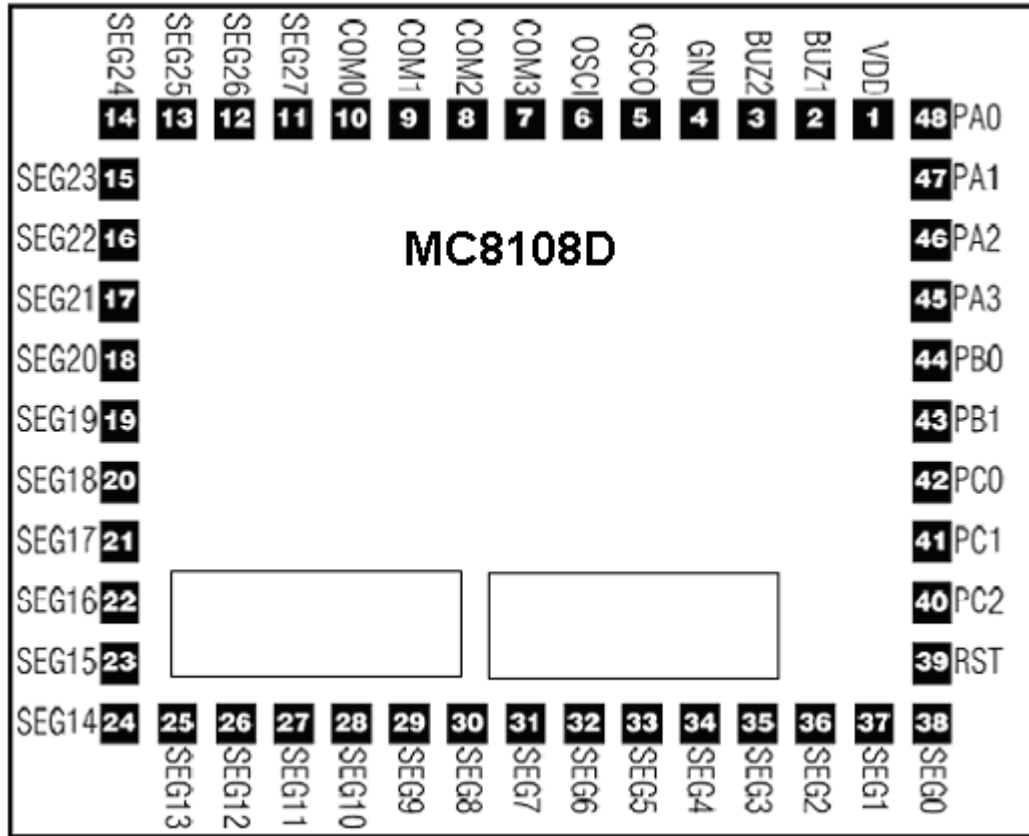 SEG24 SEG25 SEG26 SEG27 COM0 COM1 COM2 COM3 OSCI OSCO GND BUZ2 BUZ1 VDD
14 13 12 11 10 9 8 7 6 5 4 3 2 1 48 PA0
SEG23 15 47 PA1
SEG22 16 MC8108D 46 PA2
SEG21 17 45 PA3
SEG20 18 44 PB0
SEG19 19 43 PB1
SEG18 20 42 PC0
SEG17 21 41 PC1
SEG16 22 40 PC2
SEG15 23 39 RST
SEG14 24 25 26 27 28 29 30 31 32 33 34 35 36 37 38
SEG13 SEG12 SEG11 SEG10 SEG9 SEG8 SEG7 SEG6 SEG5 SEG4 SEG3 SEG2 SEG1 SEG0